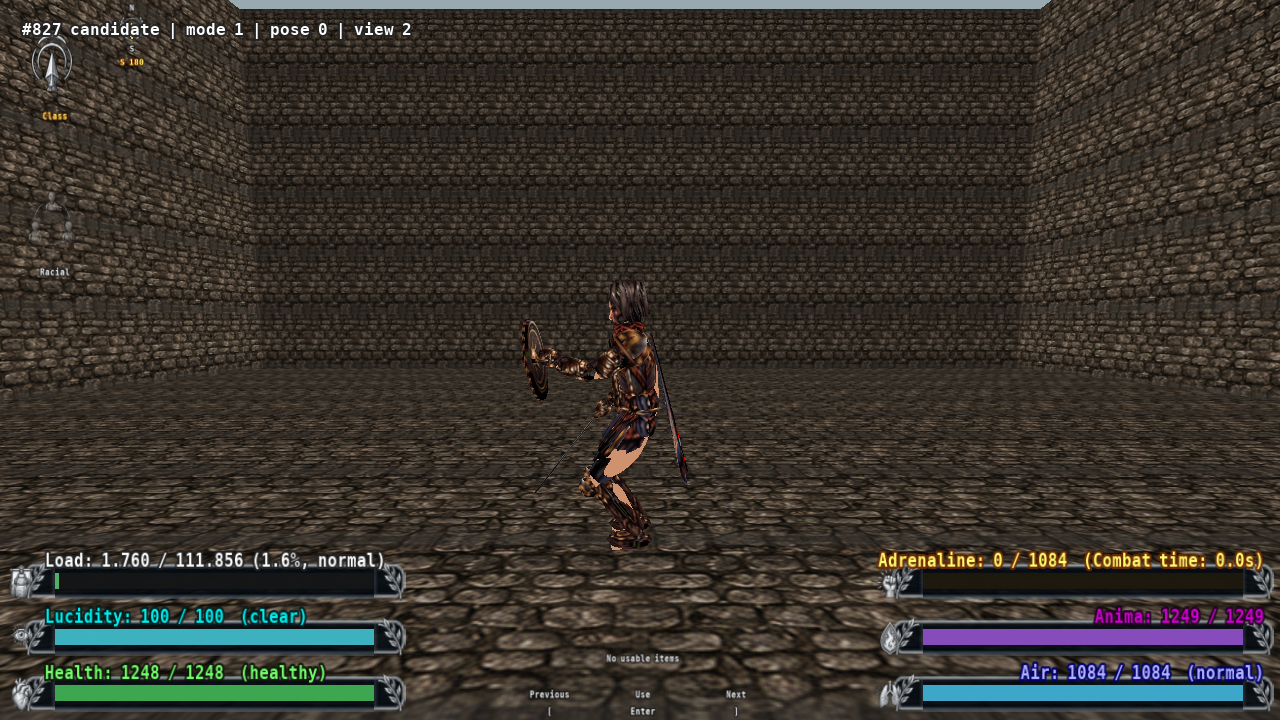 N
#827 candidate | mode 1 | pose 0 | view 2
S
S 180
Class
Racial
Load: 1.760 / 111.856 (1.6%, normal)
Adrenaline: 0 / 1084 (Combat time: 0.0s)
Lucidity: 100 / 100 (clear)
Anima: 1249 / 1249
No usable items
Health: 1248 / 1248 (healthy)
Air: 1084 / 1084 (normal)
Previous Use Next
[ Enter ]